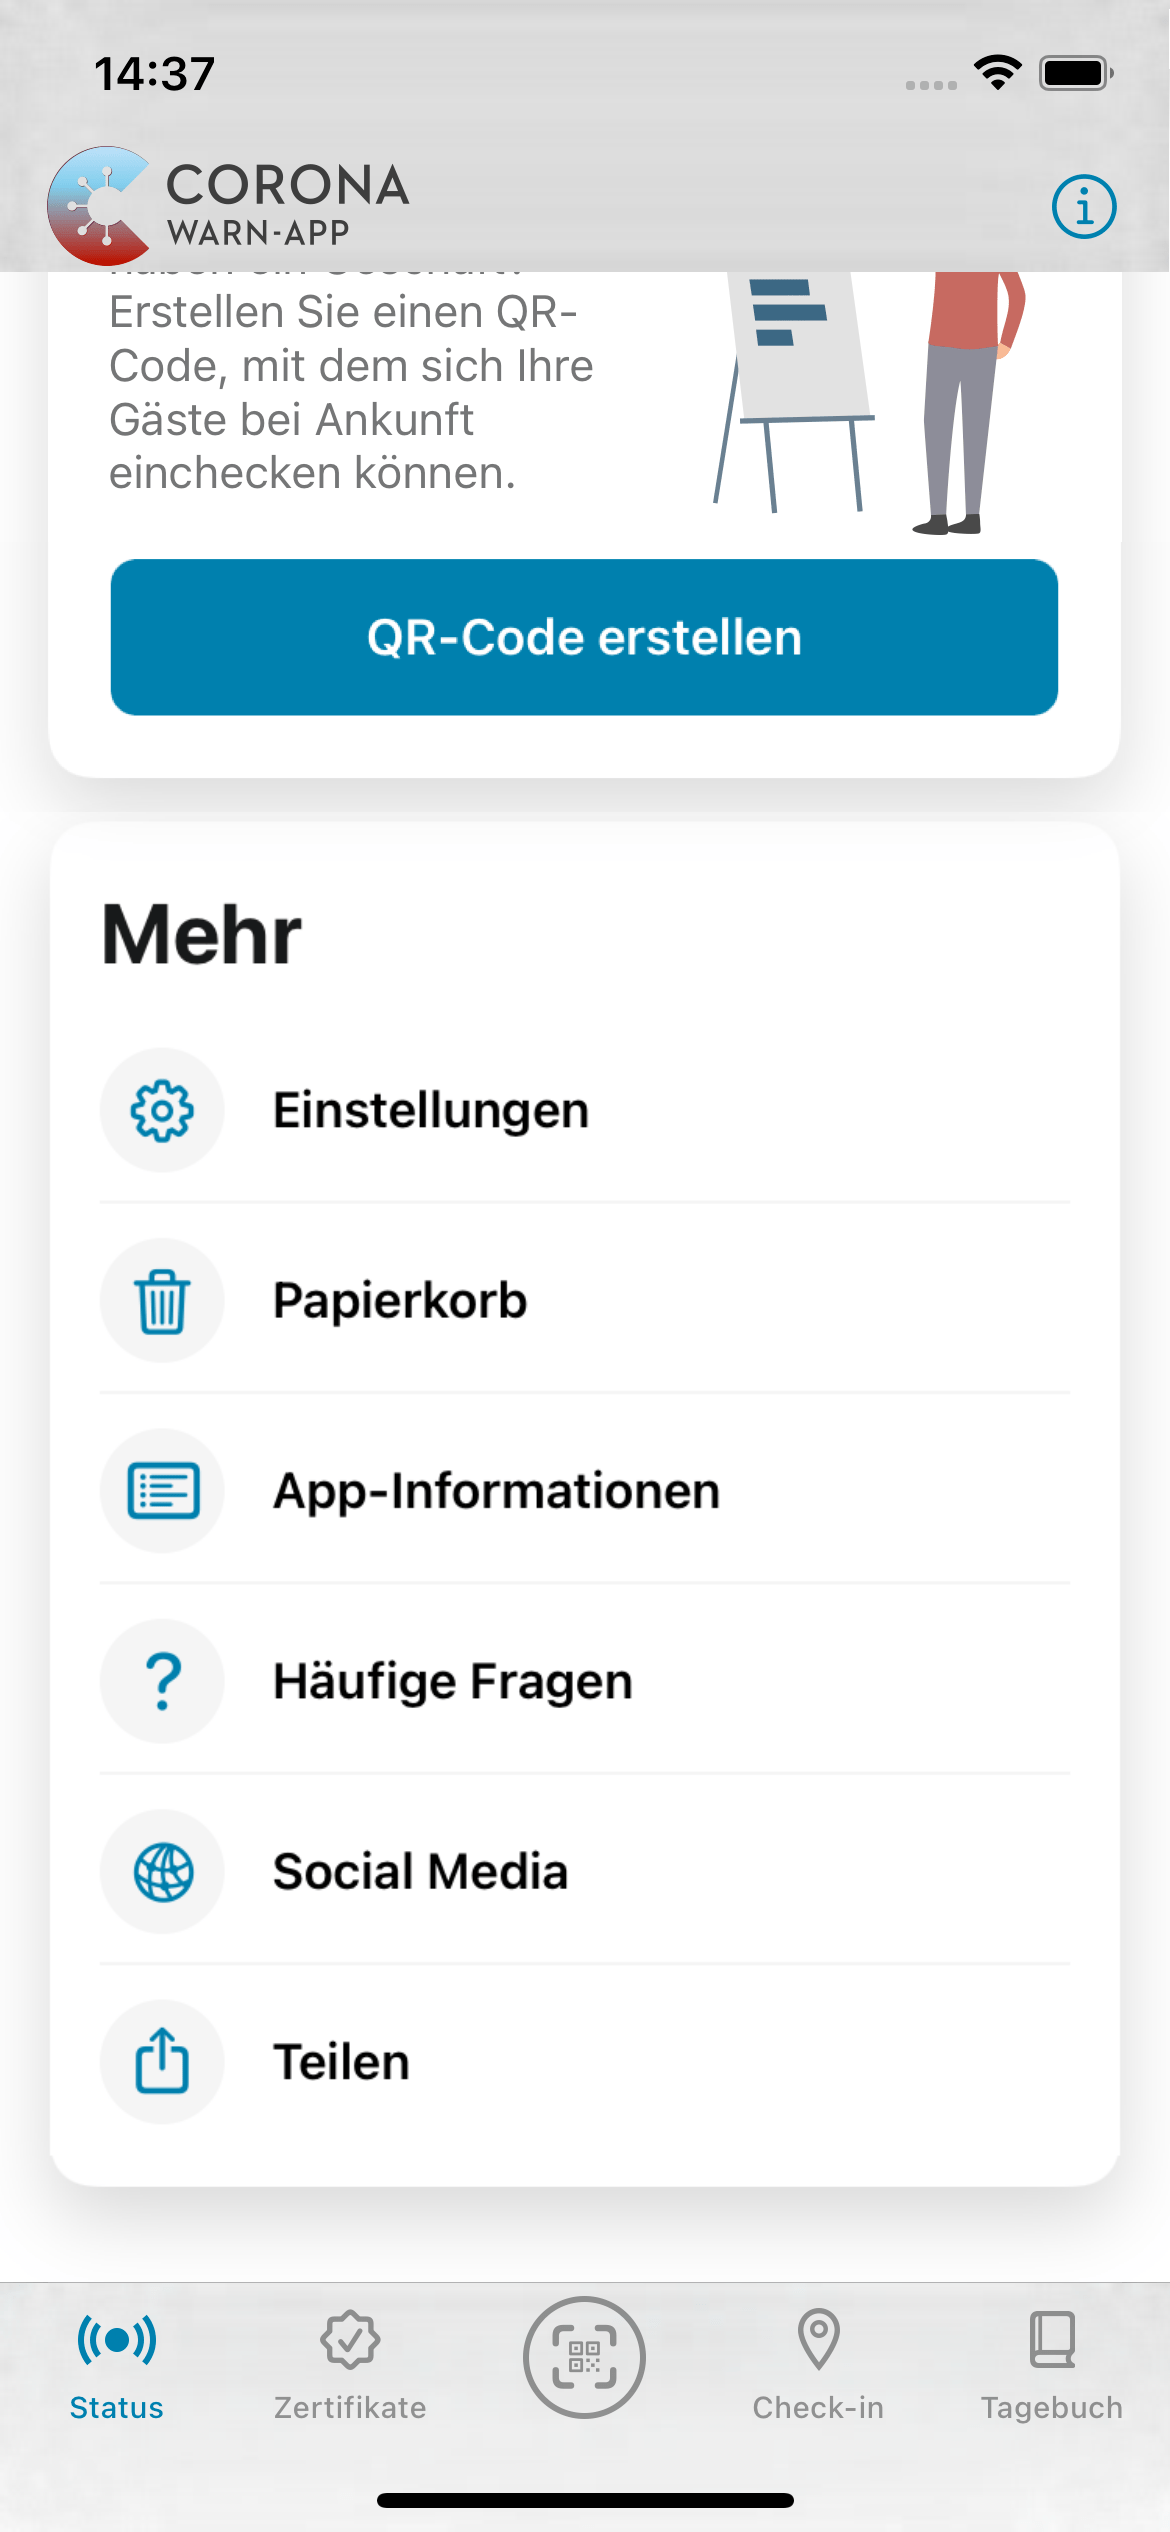 14:37
CORONA
WARN-APP
Erstellen Sie einen QR-
Code, mit dem sich Ihre
Gäste bei Ankunft
einchecken können.
QR-Code erstellen
Mehr
Einstellungen
Papierkorb
App-Informationen
Häufige Fragen
Social Media
Teilen
Status
Zertifikate
Check-in
Tagebuch